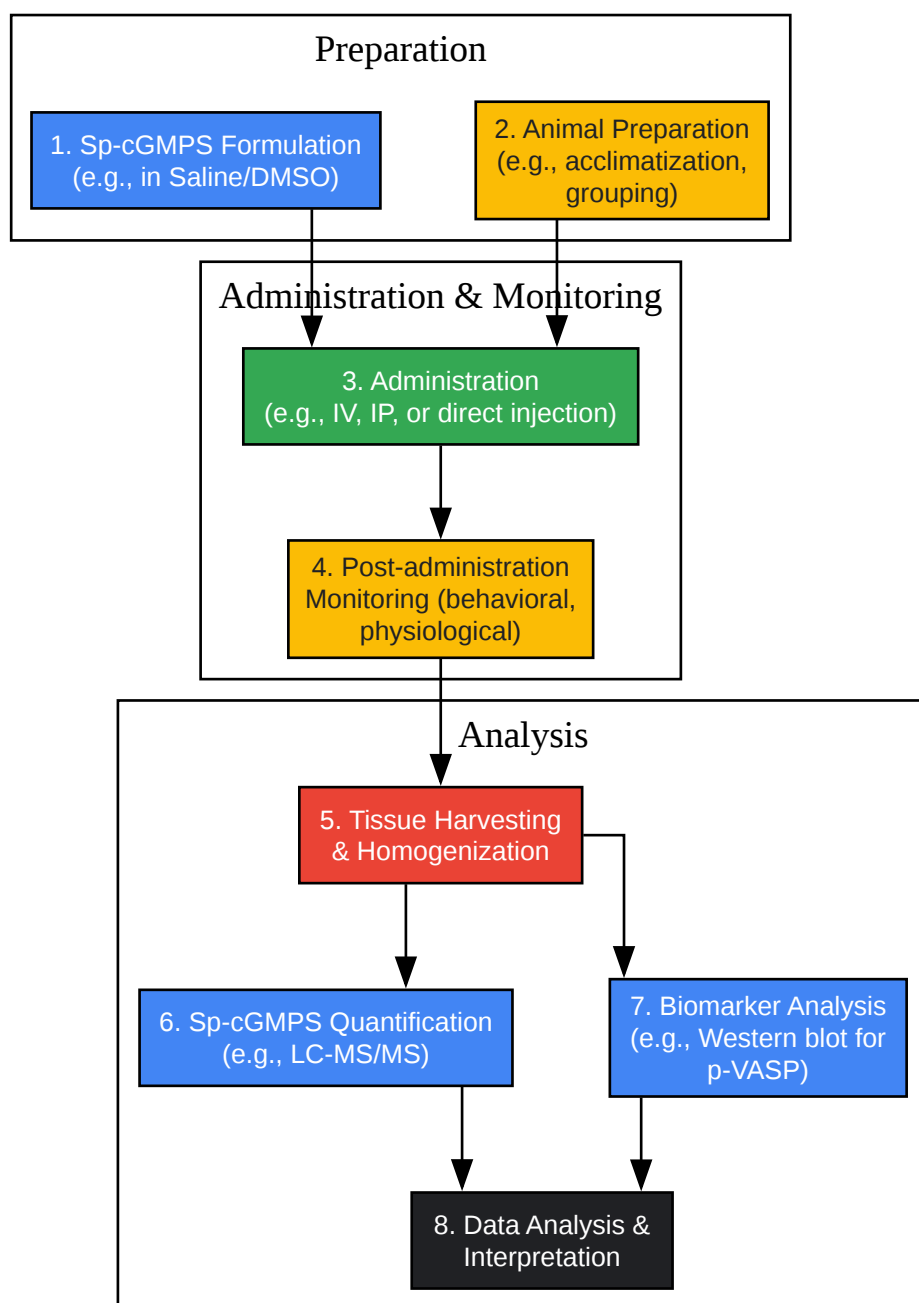 Preparation
1. Sp-cGMPS Formulation
(e.g., in Saline/DMSO)
2. Animal Preparation
(e.g., acclimatization,
grouping)
Administration & Monitoring
3. Administration
(e.g., IV, IP, or direct injection)
4. Post-administration
Monitoring (behavioral,
physiological)
Analysis
5. Tissue Harvesting
& Homogenization
6. Sp-cGMPS Quantification
(e.g., LC-MS/MS)
7. Biomarker Analysis
(e.g., Western blot for
p-VASP)
8. Data Analysis &
Interpretation